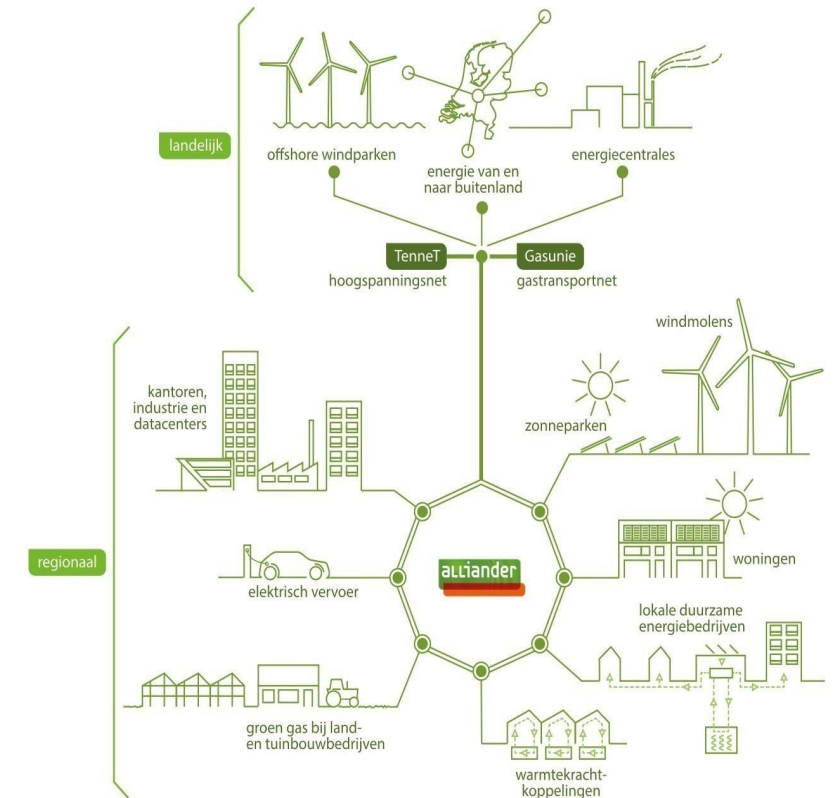 landelijk
offshore windparken
energie van en
naar buitenland
energiecentrales
TenneT
hoogspanningsnet
Gasunie
gastransportnet
windmolens
kantoren,
industrie en
datacenters
zonneparken
regionaal
elektrisch vervoer
alliander
woningen
lokale duurzame
energiebedrijven
groen gas bij land-
en tuinbouwbedrijven
warmtekracht-
koppelingen